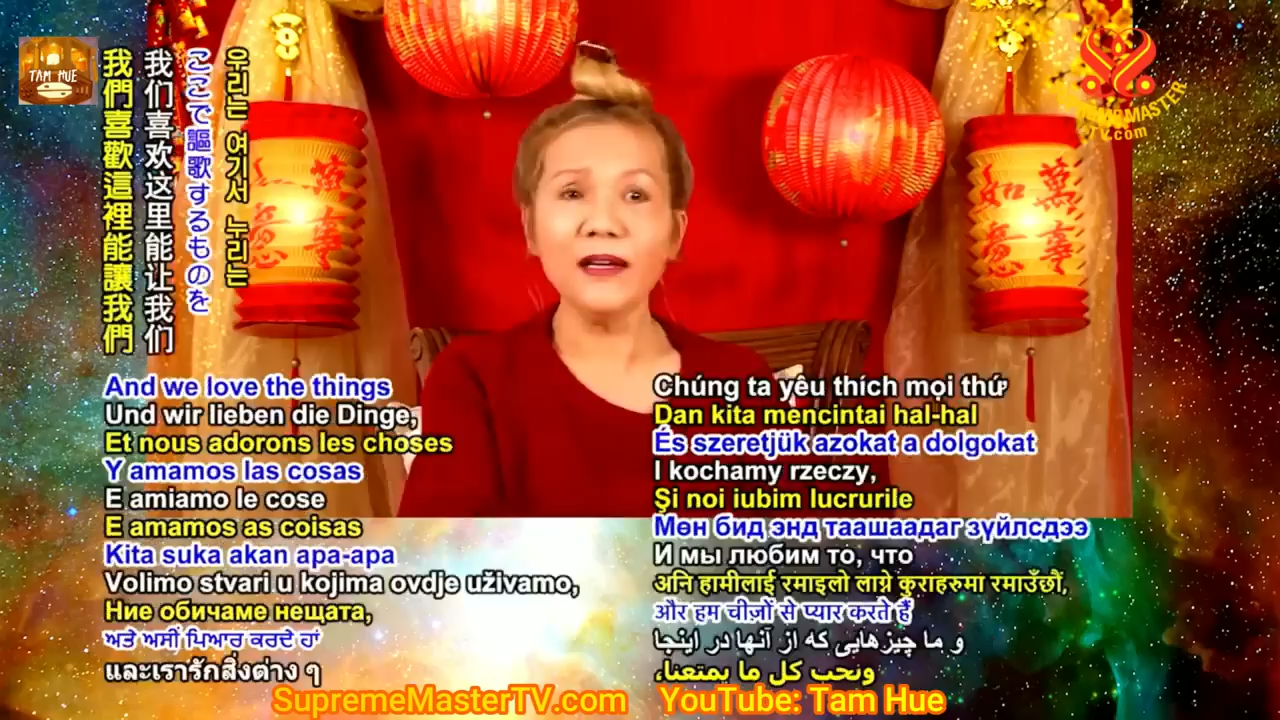 TAM HUE
我們喜歡這裡能讓我們
我们喜欢这里能让我们
ここで謳歌するものを
우리는 여기서 누리는
萬事
如意
TV.com
And we love the things
Und wir lieben die Dinge,
Et nous adorons les choses
Y amamos las cosas
E amiamo le cose
E amamos as coisas
Kita suka akan apa-apa
Volimo stvari u kojima ovdje uživamo,
Ние обичаме нещата,
ਅਤੇ ਅਸੀਂ ਪਿਆਰ ਕਰਦੇ ਹਾਂ
และเรารักสิ่งต่าง ๆ
Chúng ta yêu thích mọi thứ
Dan kita mencintai hal-hal
És szeretjük azokat a dolgokat
I kochamy rzeczy,
Și noi iubim lucrurile
Мөн бид энд таашаадаг зүйлсдээ
И мы любим то, что
अनि हामीलाई रमाइलो लाग्ने कुराहरुमा रमाउँछौं,
और हम चीज़ों से प्यार करते हैं
و ما چیزهایی که از آنها در اینجا
ونحب كل ما يمتعنا،
SupremeMasterTV.com YouTube: Tam Hue